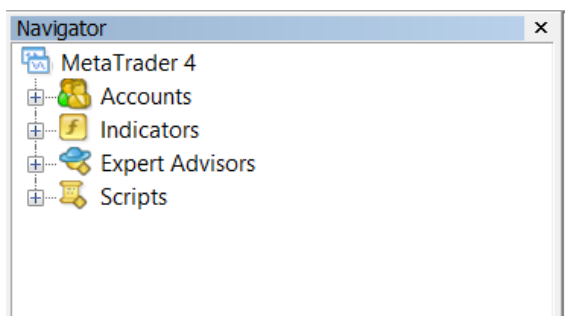 Navigator
MetaTrader 4
Accounts
Indicators
Expert Advisors
Scripts